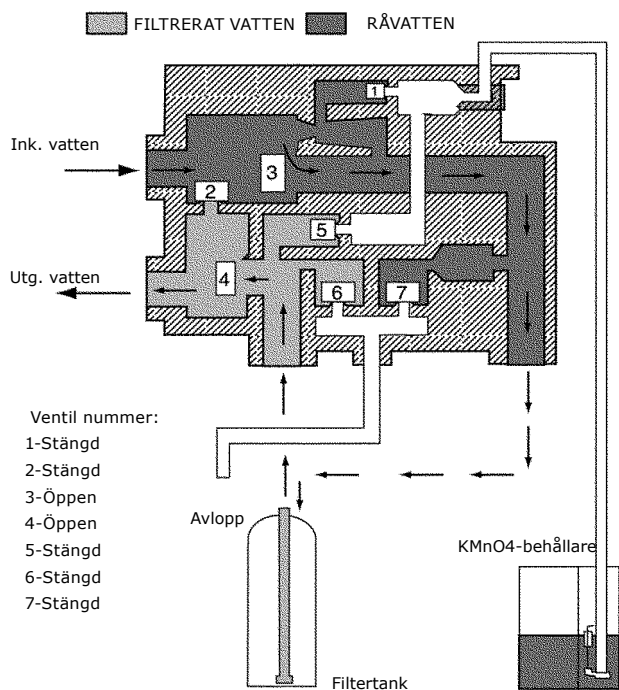 FILTRERAT VATTEN
RÅVATTEN
1
Ink. vatten
3
2
5
Utg. vatten
4
6
7
Ventil nummer:
1-Stängd
2-Stängd
3-Öppen
4-Öppen
5-Stängd
6-Stängd
7-Stängd
Avlopp
KMnO4-behållare
Filtertank